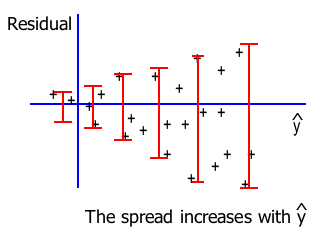 Residual
ŷ
The spread increases with ŷ